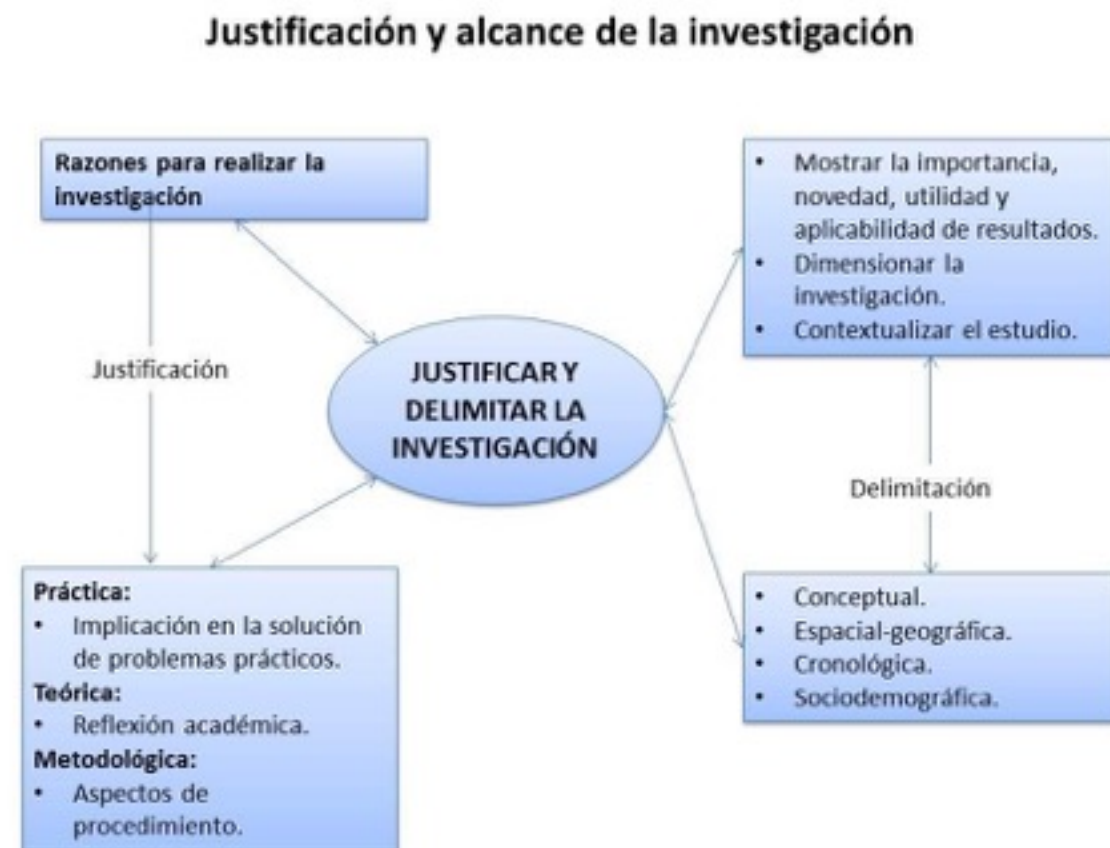 Justificación y alcance de la investigación
Razones para realizar la
investigación
Justificación
Práctica:
• Implicación en la solución
de problemas prácticos.
Teórica:
• Reflexión académica.
Metodológica:
• Aspectos de
procedimiento.
JUSTIFICAR Y
DELIMITAR LA
INVESTIGACIÓN
• Mostrar la importancia,
novedad, utilidad y
aplicabilidad de resultados.
• Dimensionar la
investigación.
• Contextualizar el estudio.
Delimitación
• Conceptual.
• Espacial-geográfica.
• Cronológica.
• Sociodemográfica.